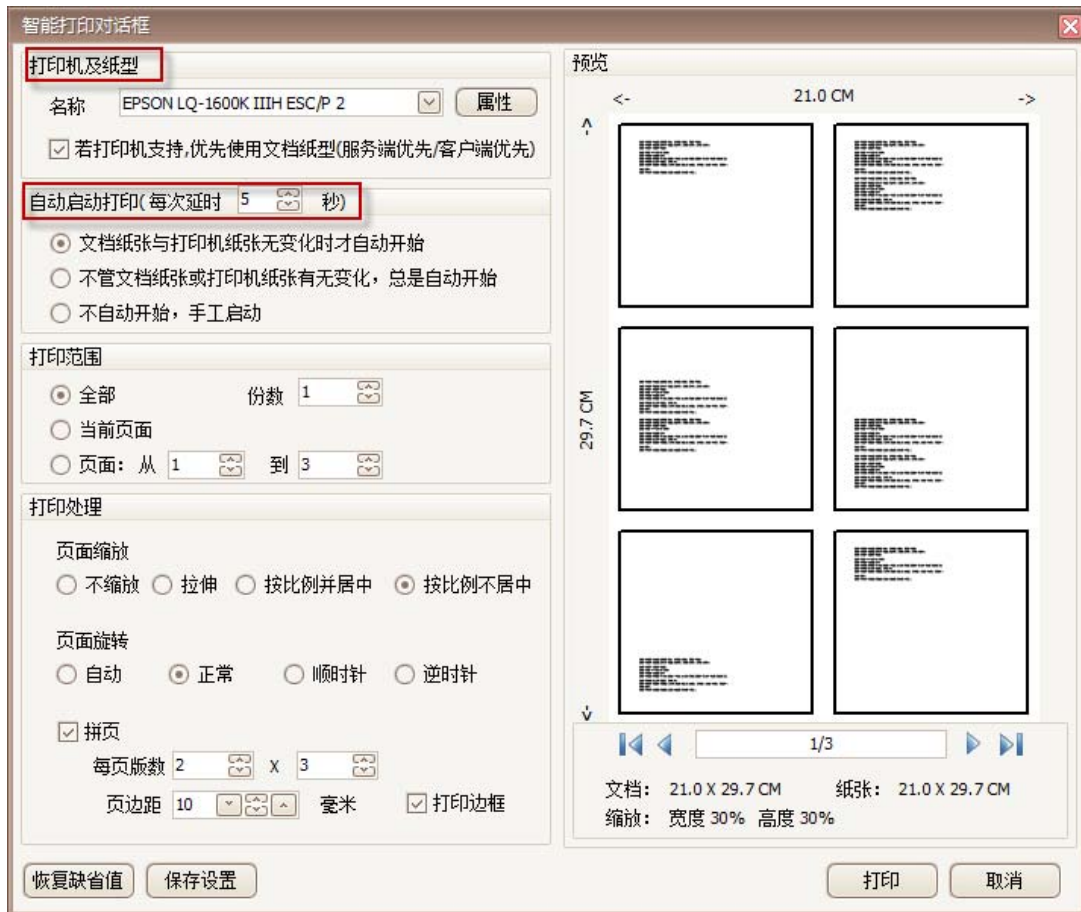 智能打印对话框
打印机及纸型
名称 EPSON LQ-1600K IIIH ESC/P 2 属性
若打印机支持,优先使用文档纸型(服务端优先/客户端优先)
自动启动打印(每次延时 5 秒)
文档纸张与打印机纸张无变化时才自动开始
不管文档纸张或打印机纸张有无变化，总是自动开始
不自动开始，手工启动
打印范围
全部 份数 1
当前页面
页面：从 1 到 3
打印处理
页面缩放
不缩放 拉伸 按比例并居中 按比例不居中
页面旋转
自动 正常 顺时针 逆时针
拼页
每页版数 2 X 3
页边距 10 毫米 打印边框
恢复缺省值 保存设置
预览
<- 21.0 CM ->
29.7 CM
1/3
文档： 21.0 X 29.7 CM 纸张： 21.0 X 29.7 CM
缩放： 宽度 30% 高度 30%
打印 取消